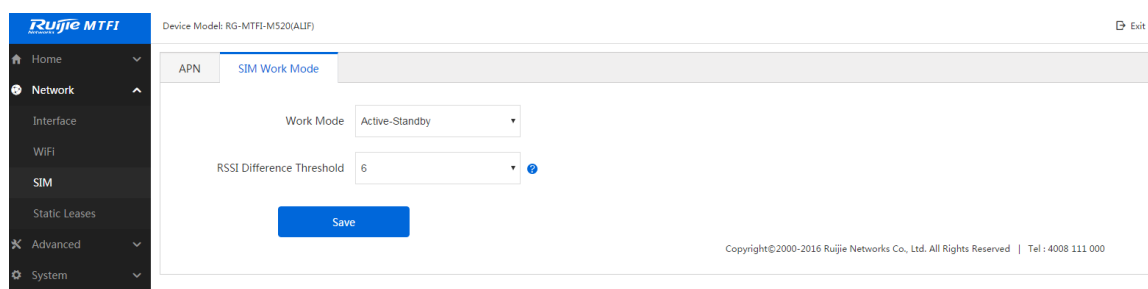 Ruijie MTFI
Networks
Device Model: RG-MTFI-M520(ALIF)
Exit
Home
Network
Interface
WiFi
SIM
Static Leases
Advanced
System
APN
SIM Work Mode
Work Mode
Active-Standby
RSSI Difference Threshold
6
?
Save
Copyright©2000-2016 Ruijie Networks Co., Ltd. All Rights Reserved | Tel : 4008 111 000